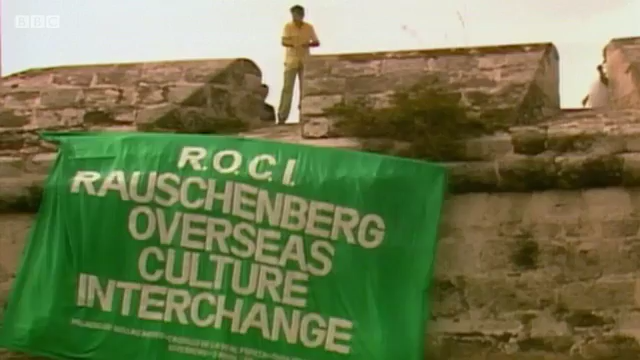 BBC
R.O.C.I.
RAUSCHENBERG
OVERSEAS
CULTURE
INTERCHANGE